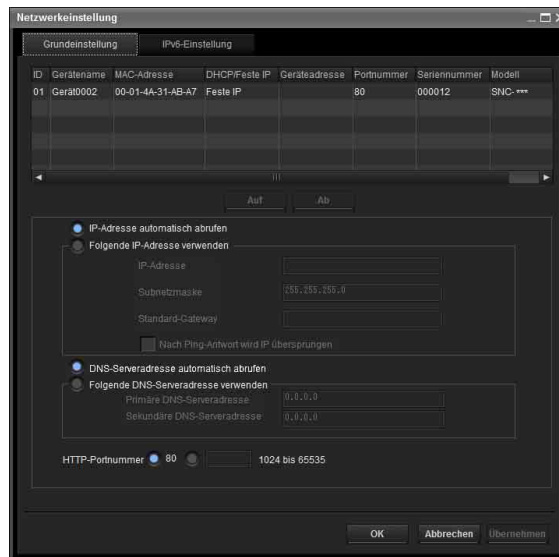 Netzwerkeinstellung
Grundeinstellung IPv6-Einstellung
ID Gerätename MAC-Adresse DHCP/Feste IP Geräteadresse Portnummer Seriennummer Modell
01 Gerät0002 00-01-4A-31-AB-A7 Feste IP 80 000012 SNC-***
Auf Ab
IP-Adresse automatisch abrufen
Folgende IP-Adresse verwenden
IP-Adresse
Subnetzmaske 255.255.255.0
Standard-Gateway
Nach Ping-Antwort wird IP übersprungen
DNS-Serveradresse automatisch abrufen
Folgende DNS-Serveradresse verwenden
Primäre DNS-Serveradresse 0.0.0.0
Sekundäre DNS-Serveradresse 0.0.0.0
HTTP-Portnummer 80 1024 bis 65535
OK Abbrechen Übernehmen